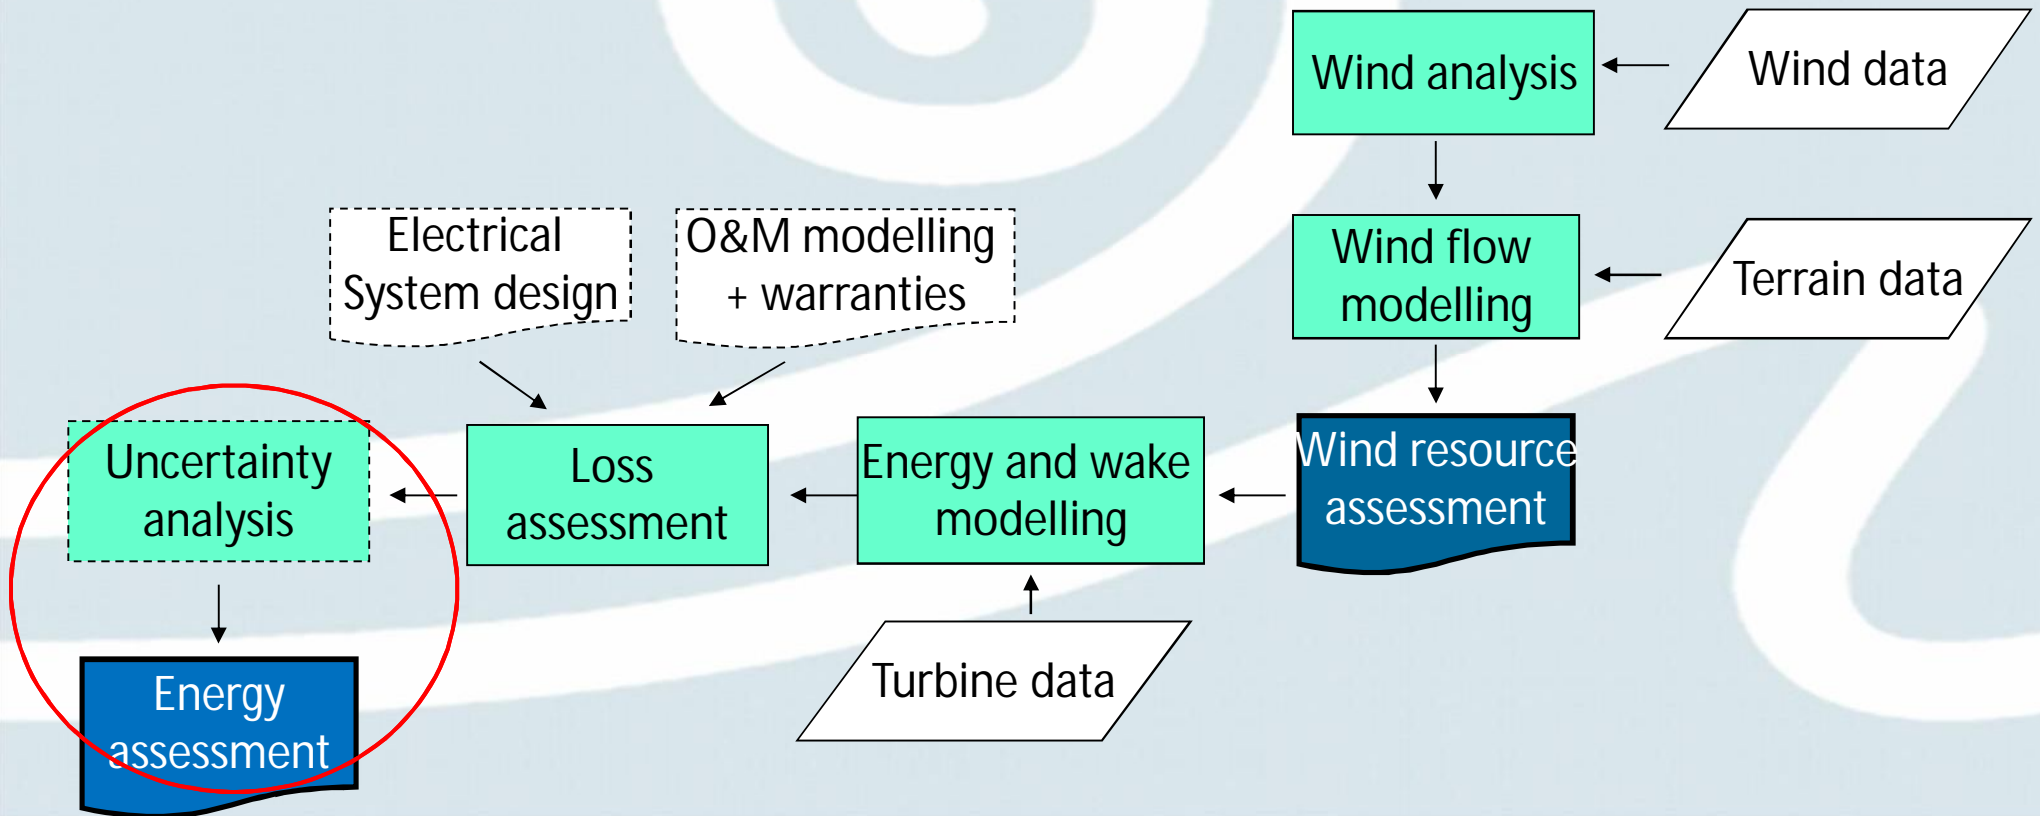 Wind analysis
Wind data
Electrical
System design
O&M modelling
+ warranties
Wind flow
modelling
Terrain data
Uncertainty
analysis
Loss
assessment
Energy and wake
modelling
Wind resource
assessment
Energy
assessment
Turbine data